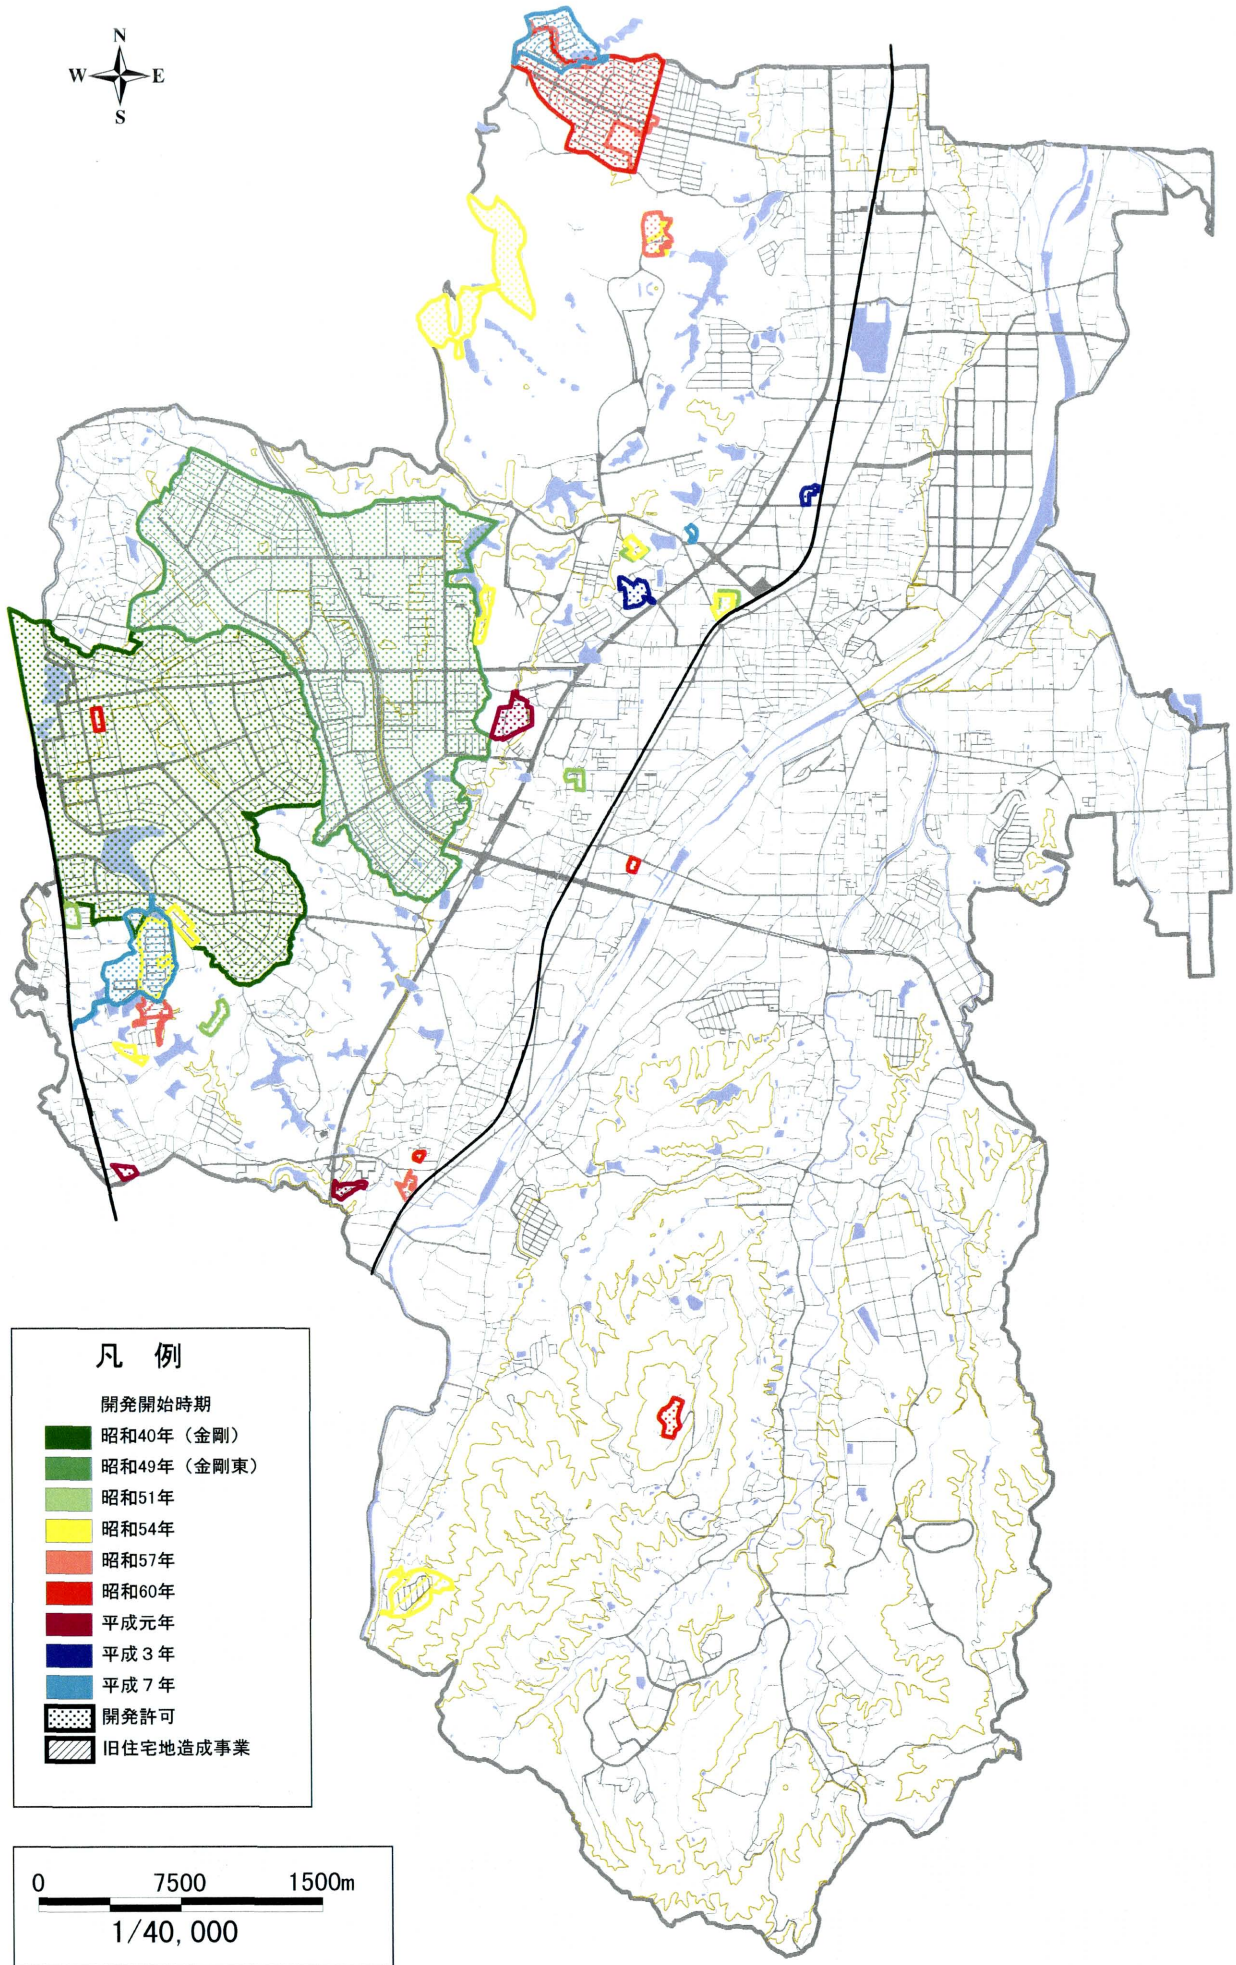 N
W E
S
凡 例
開発開始時期
昭和40年（金剛）
昭和49年（金剛東）
昭和51年
昭和54年
昭和57年
昭和60年
平成元年
平成３年
平成７年
開発許可
旧住宅地造成事業
0 7500 1500m
1/40,000